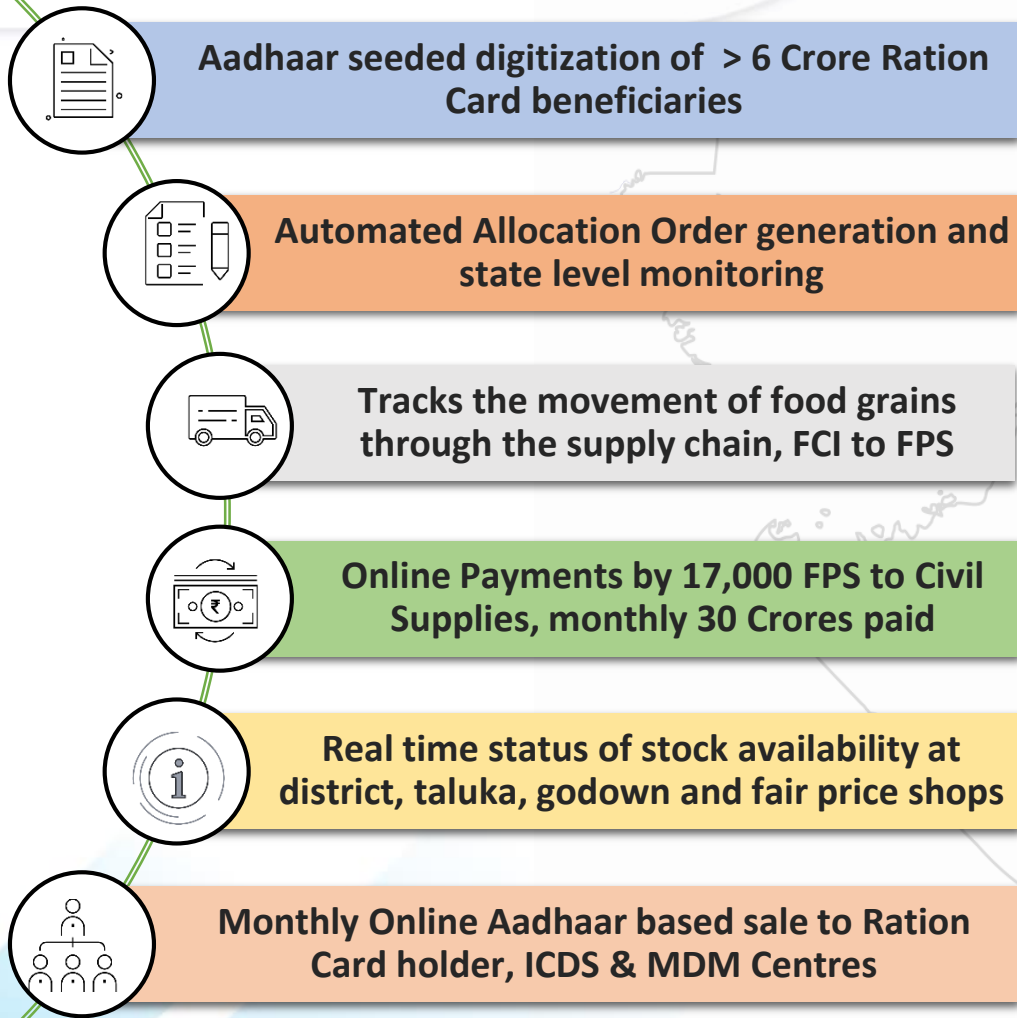 Aadhaar seeded digitization of > 6 Crore Ration
Card beneficiaries
Automated Allocation Order generation and
state level monitoring
Tracks the movement of food grains
through the supply chain, FCI to FPS
₹
Online Payments by 17,000 FPS to Civil
Supplies, monthly 30 Crores paid
i
Real time status of stock availability at
district, taluka, godown and fair price shops
Monthly Online Aadhaar based sale to Ration
Card holder, ICDS & MDM Centres